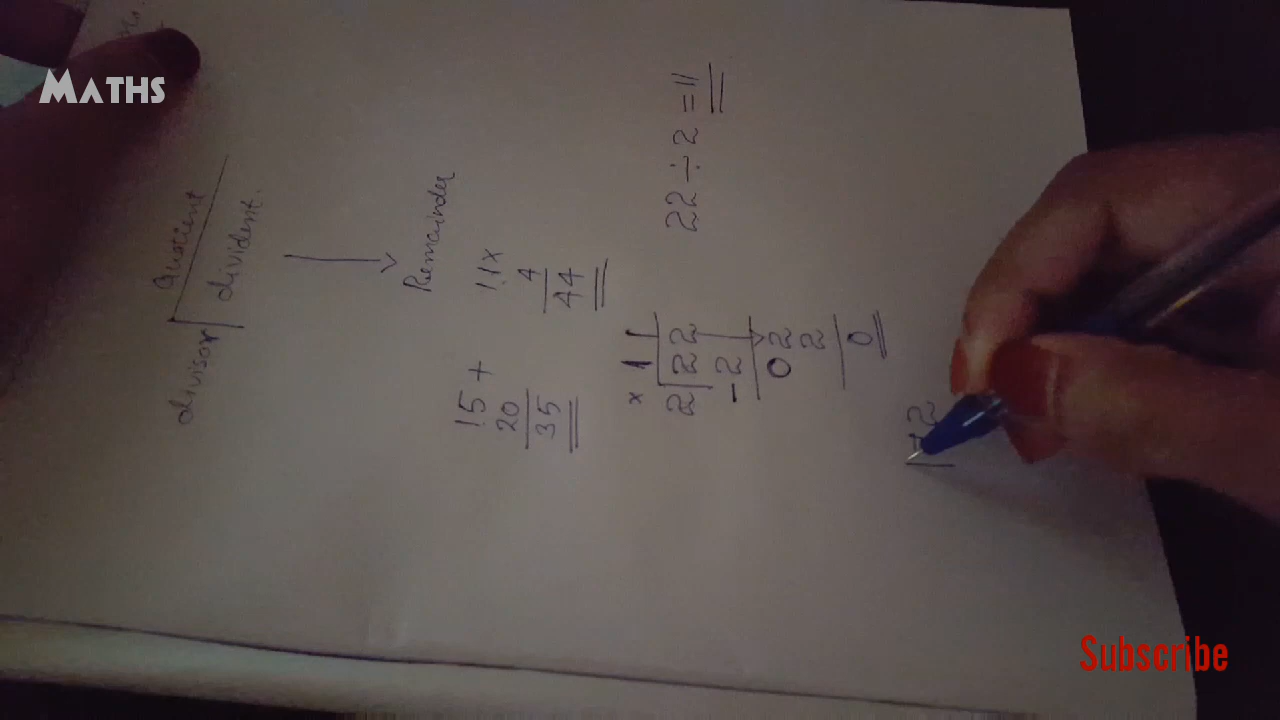 Maths
Quotient
divisor divident.
Remainder
15 +
20
35
11 x
4
44
x 11
2 22
-2
02
2
0
22 ÷ 2 = 11
Subscribe